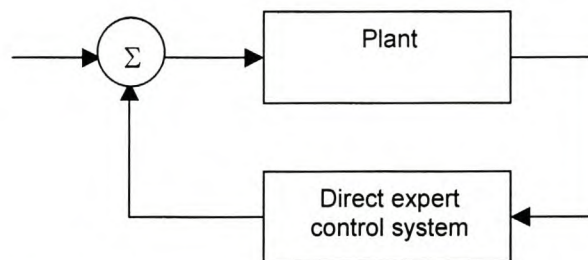 Σ
Plant
Direct expert
control system